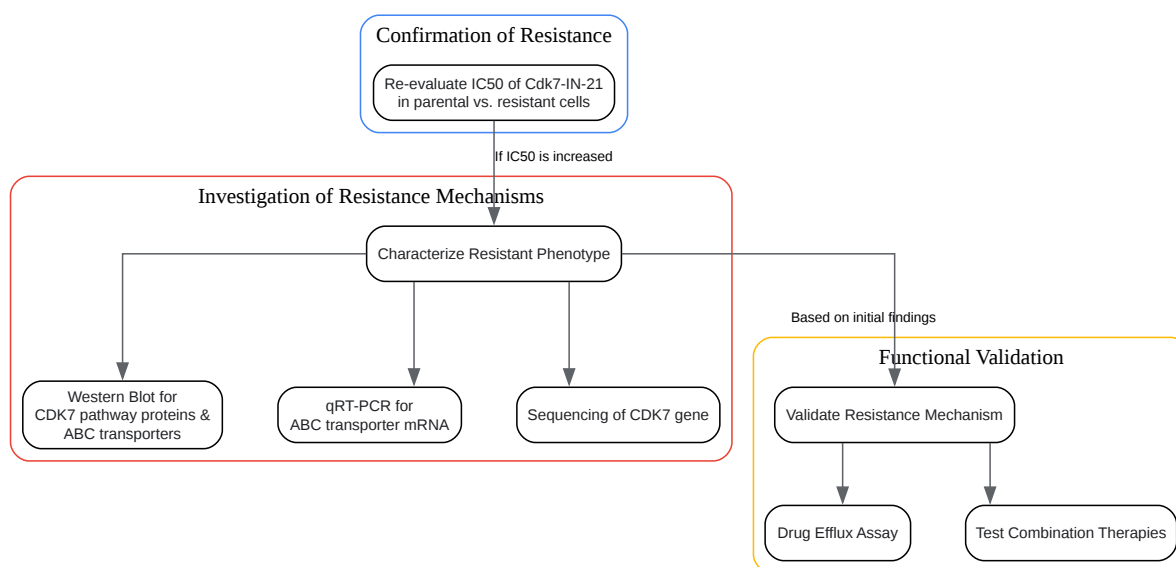 Confirmation of Resistance
Re-evaluate IC50 of Cdk7-IN-21
in parental vs. resistant cells
If IC50 is increased
Investigation of Resistance Mechanisms
Characterize Resistant Phenotype
Based on initial findings
Functional Validation
Western Blot for
CDK7 pathway proteins &
ABC transporters
qRT-PCR for
ABC transporter mRNA
Sequencing of CDK7 gene
Validate Resistance Mechanism
Drug Efflux Assay
Test Combination Therapies